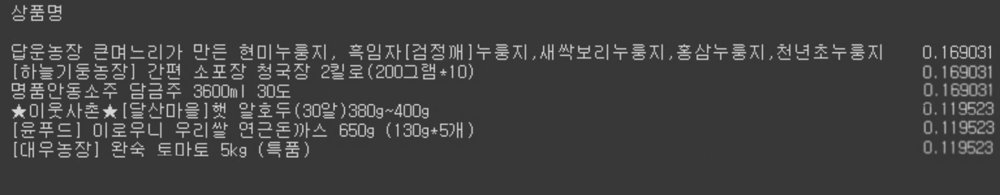 상품명
답운농장 큰며느리가 만든 현미누룽지, 흑임자[검정깨]누룽지,새싹보리누룽지,홍삼누룽지,천년초누룽지 0.169031
[하늘기둥농장] 간편 소포장 청국장 2킬로(200그램*10) 0.169031
명품안동소주 담금주 3600ml 30도 0.169031
★이웃사촌★[달산마을]햇 알호두(30알)380g~400g 0.119523
[윤푸드] 이로우니 우리쌀 연근돈까스 650g (130g*5개) 0.119523
[대우농장] 완숙 토마토 5kg (특품) 0.119523